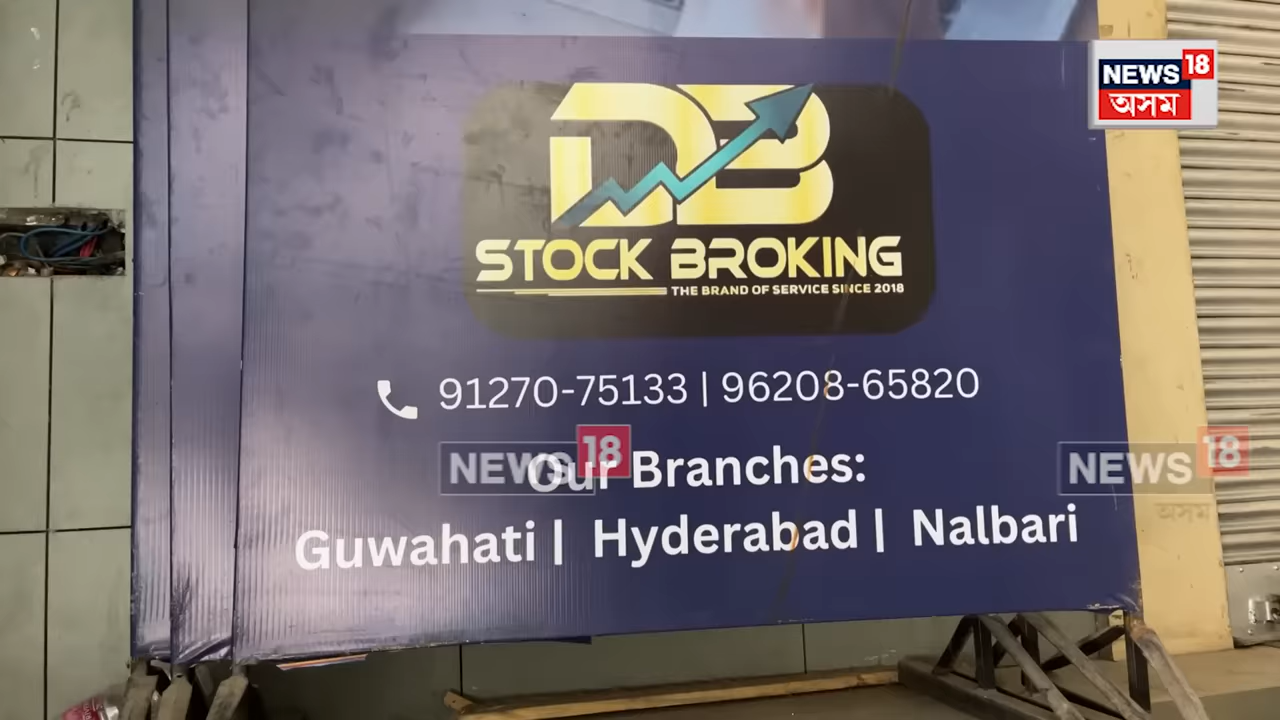 NEWS 18
অসম
DB
STOCK BROKING
THE BRAND OF SERVICE SINCE 2018
91270-75133 | 96208-65820
NEWS 18
Our Branches:
NEWS 18
অসম
Guwahati | Hyderabad | Nalbari